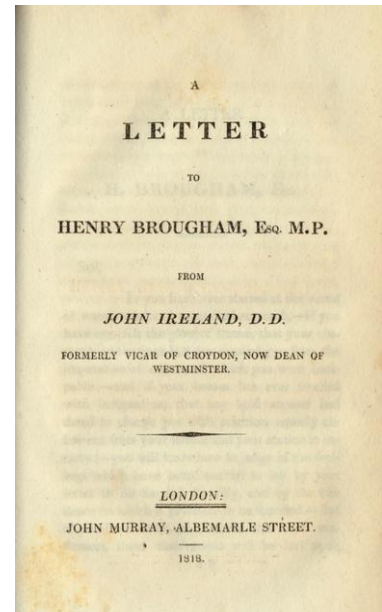 A
LETTER
TO
HENRY BROUGHAM, Esq. M.P.
FROM
JOHN IRELAND, D.D.
FORMERLY VICAR OF CROYDON, NOW DEAN OF
WESTMINSTER.
LONDON:
JOHN MURRAY, ALBEMARLE STREET.
1818.